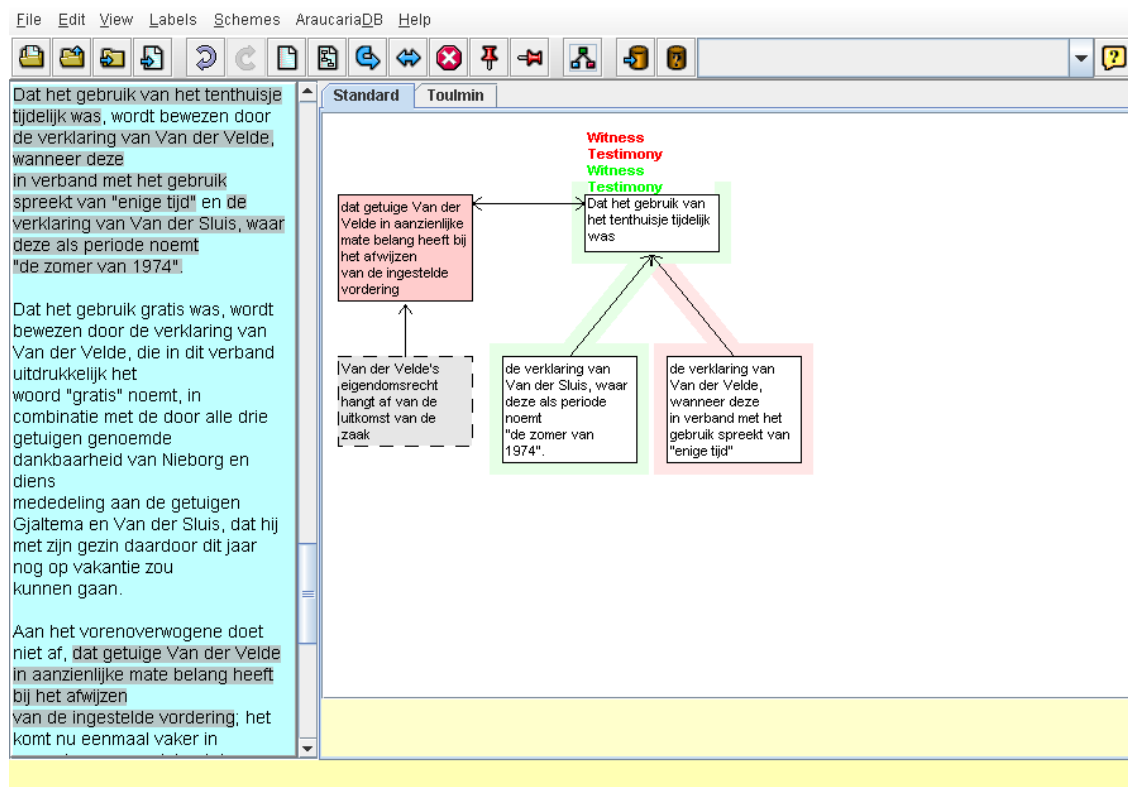 File Edit View Labels Schemes AraucariaDB Help
Dat het gebruik van het tenthuisje
tijdelijk was, wordt bewezen door
de verklaring van Van der Velde,
wanneer deze
in verband met het gebruik
spreekt van "enige tijd" en de
verklaring van Van der Sluis, waar
deze als periode noemt
"de zomer van 1974".
Dat het gebruik gratis was, wordt
bewezen door de verklaring van
Van der Velde, die in dit verband
uitdrukkelijk het
woord "gratis" noemt, in
combinatie met de door alle drie
getuigen genoemde
dankbaarheid van Nieborg en
diens
mededeling aan de getuigen
Gjaltema en Van der Sluis, dat hij
met zijn gezin daardoor dit jaar
nog op vakantie zou
kunnen gaan.
Aan het vorenoverwogene doet
niet af, dat getuige Van der Velde
in aanzienlijke mate belang heeft
bij het afwijzen
van de ingestelde vordering; het
komt nu eenmaal vaker in
Standard Toulmin
Witness
Testimony
Witness
Testimony
Dat het gebruik van
het tenthuisje tijdelijk
was
dat getuige Van der
Velde in aanzienlijke
mate belang heeft bij
het afwijzen
van de ingestelde
vordering
Van der Velde's
eigendomsrecht
hangt af van de
uitkomst van de
zaak
de verklaring van
Van der Sluis, waar
deze als periode
noemt
"de zomer van
1974".
de verklaring van
Van der Velde,
wanneer deze
in verband met het
gebruik spreekt van
"enige tijd"